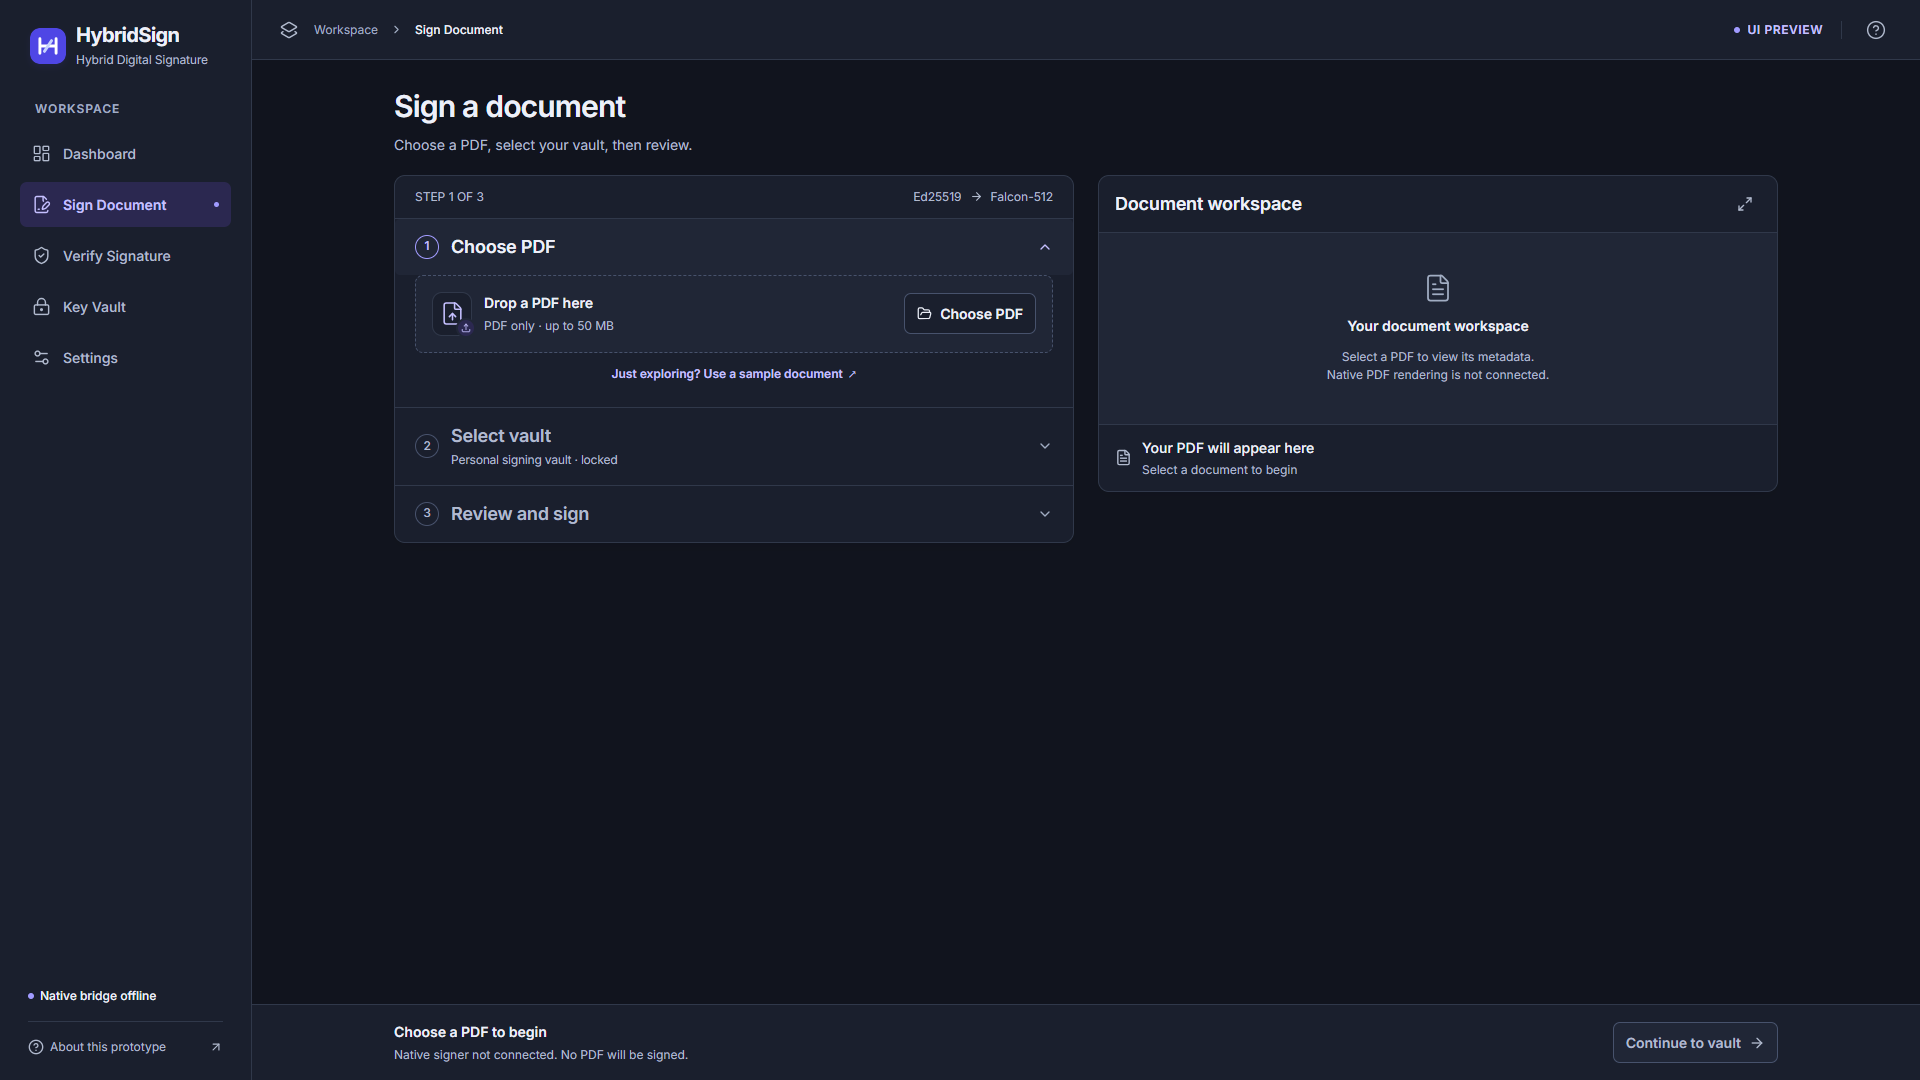 HybridSign
Hybrid Digital Signature
WORKSPACE
Dashboard
Sign Document
Verify Signature
Key Vault
Settings
Native bridge offline
About this prototype
Workspace
Sign Document
UI PREVIEW
Sign a document
Choose a PDF, select your vault, then review.
STEP 1 OF 3
Ed25519 → Falcon-512
1 Choose PDF
Drop a PDF here
PDF only · up to 50 MB
Choose PDF
Just exploring? Use a sample document ↗
2 Select vault
Personal signing vault · locked
3 Review and sign
Document workspace
Your document workspace
Select a PDF to view its metadata.
Native PDF rendering is not connected.
Your PDF will appear here
Select a document to begin
Choose a PDF to begin
Native signer not connected. No PDF will be signed.
Continue to vault →